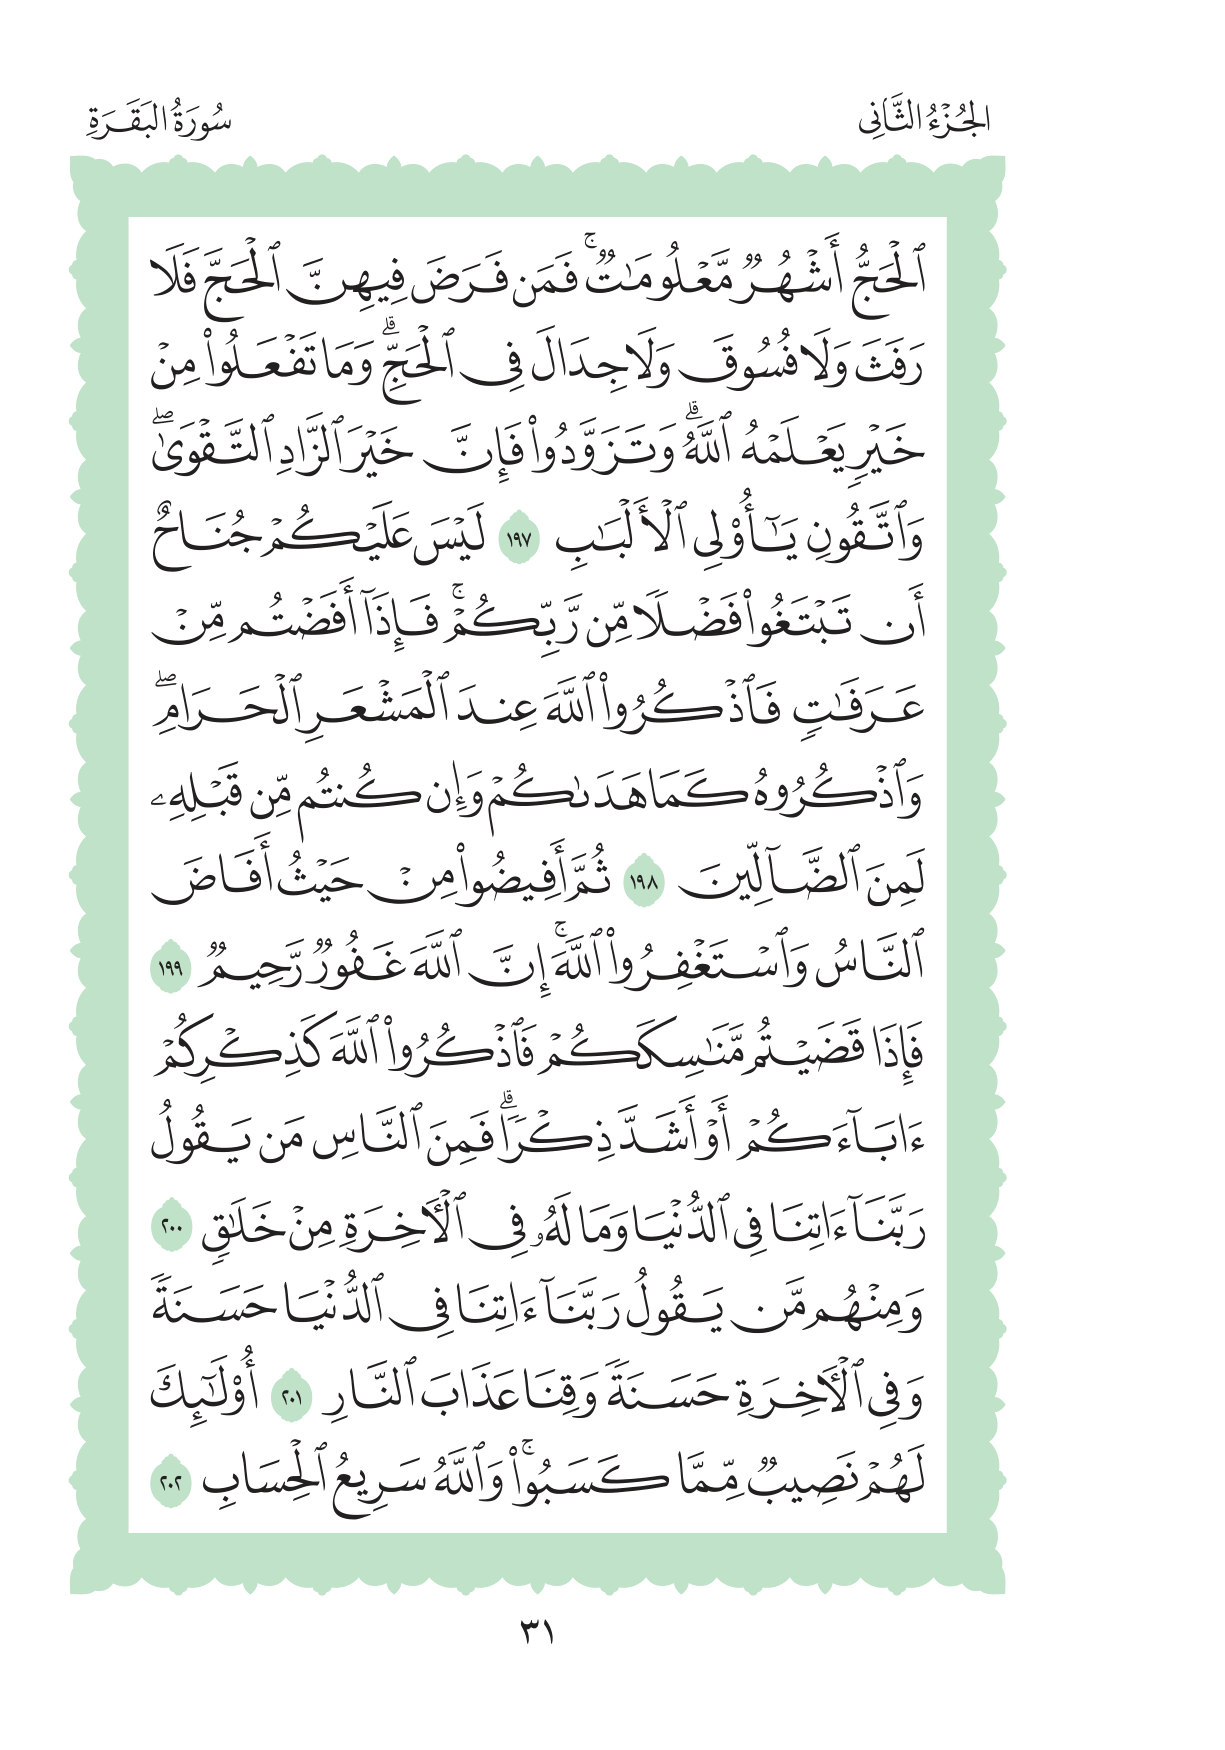 الجُزْءُ الثَّانِى
سُورَةُ البَقَرَةِ
ٱلْحَجُّ أَشْهُرٌ مَّعْلُومَٰتٌ ۚ فَمَن فَرَضَ فِيهِنَّ ٱلْحَجَّ فَلَا
رَفَثَ وَلَا فُسُوقَ وَلَا جِدَالَ فِى ٱلْحَجِّ ۗ وَمَا تَفْعَلُوا۟ مِنْ
خَيْرٍ يَعْلَمْهُ ٱللَّهُ ۗ وَتَزَوَّدُوا۟ فَإِنَّ خَيْرَ ٱلزَّادِ ٱلتَّقْوَىٰ ۖ
وَٱتَّقُونِ يَٰٓأُو۟لِى ٱلْأَلْبَٰبِ ١٩٧ لَيْسَ عَلَيْكُمْ جُنَاحٌ
أَن تَبْتَغُوا۟ فَضْلًا مِّن رَّبِّكُمْ ۚ فَإِذَآ أَفَضْتُم مِّنْ
عَرَفَٰتٍ فَٱذْكُرُوا۟ ٱللَّهَ عِندَ ٱلْمَشْعَرِ ٱلْحَرَامِ ۖ
وَٱذْكُرُوهُ كَمَا هَدَىٰكُمْ وَإِن كُنتُم مِّن قَبْلِهِۦ
لَمِنَ ٱلضَّآلِّينَ ١٩٨ ثُمَّ أَفِيضُوا۟ مِنْ حَيْثُ أَفَاضَ
ٱلنَّاسُ وَٱسْتَغْفِرُوا۟ ٱللَّهَ ۚ إِنَّ ٱللَّهَ غَفُورٌ رَّحِيمٌ ١٩٩
فَإِذَا قَضَيْتُم مَّنَٰسِكَكُمْ فَٱذْكُرُوا۟ ٱللَّهَ كَذِكْرِكُمْ
ءَابَآءَكُمْ أَوْ أَشَدَّ ذِكْرًا ۗ فَمِنَ ٱلنَّاسِ مَن يَقُولُ
رَبَّنَآ ءَاتِنَا فِى ٱلدُّنْيَا وَمَا لَهُۥ فِى ٱلْأَخِرَةِ مِنْ خَلَٰقٍ ٢٠٠
وَمِنْهُم مَّن يَقُولُ رَبَّنَآ ءَاتِنَا فِى ٱلدُّنْيَا حَسَنَةً
وَفِى ٱلْأَخِرَةِ حَسَنَةً وَقِنَا عَذَابَ ٱلنَّارِ ٢٠١ أُو۟لَٰٓئِكَ
لَهُمْ نَصِيبٌ مِّمَّا كَسَبُوا۟ ۚ وَٱللَّهُ سَرِيعُ ٱلْحِسَابِ ٢٠٢
٣١